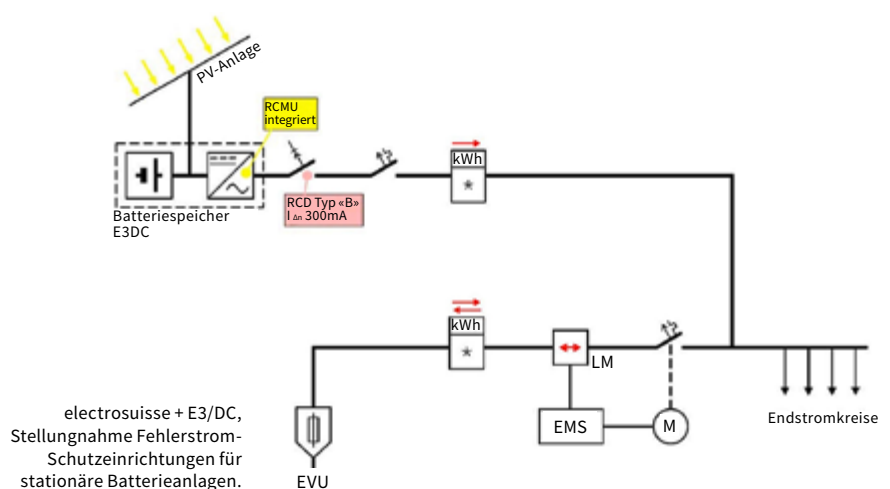 PV-Anlage
RCMU
integriert
kWh
*
RCD Typ «B»
I Δn 300mA
Batteriespeicher
E3DC
kWh
*
LM
EMS
M
Endstromkreise
EVU
electrosuisse + E3/DC,
Stellungnahme Fehlerstrom-
Schutzeinrichtungen für
stationäre Batterieanlagen.